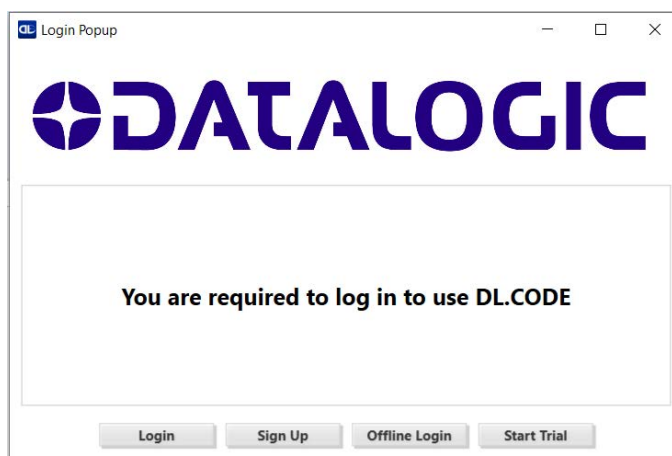 DL Login Popup
DATALOGIC
You are required to log in to use DL.CODE
Login Sign Up Offline Login Start Trial